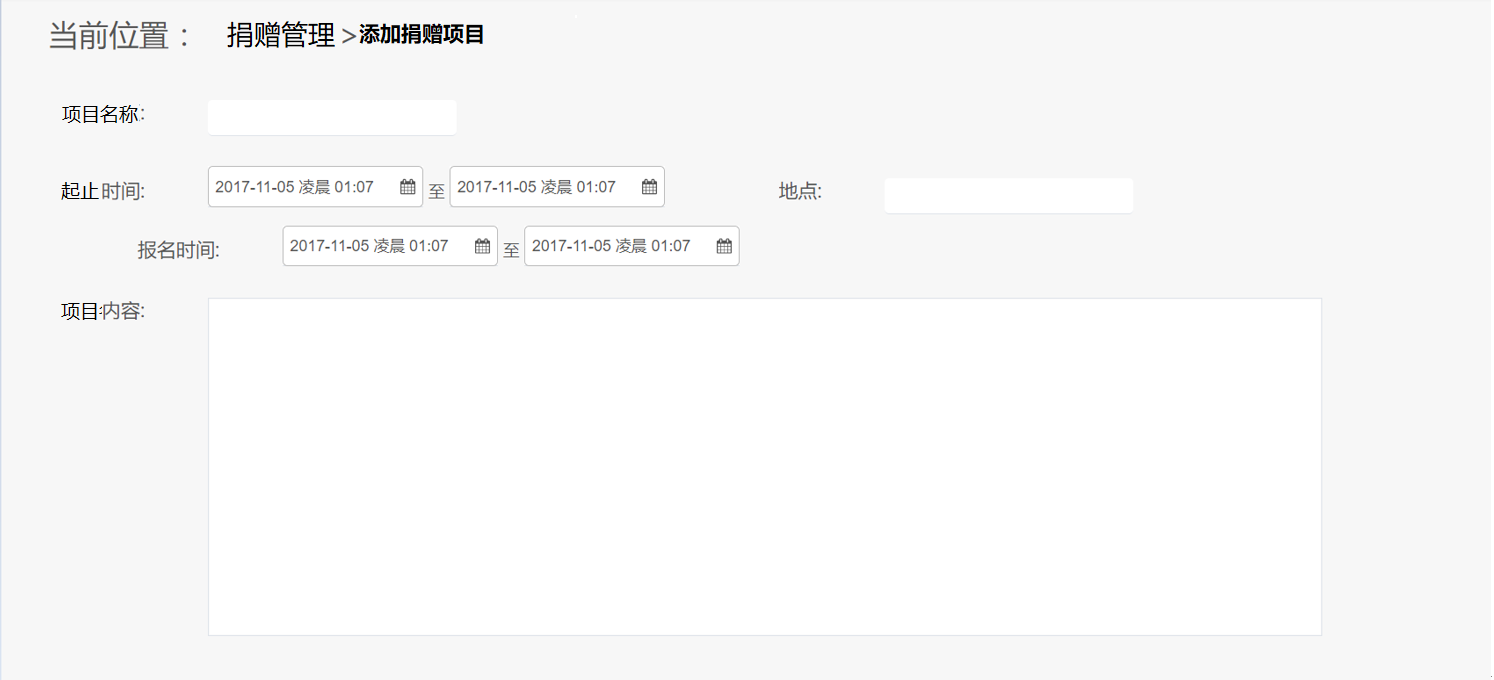 当前位置： 捐赠管理 >添加捐赠项目
项目名称:
起止时间: 2017-11-05 凌晨 01:07 至 2017-11-05 凌晨 01:07 地点:
报名时间: 2017-11-05 凌晨 01:07 至 2017-11-05 凌晨 01:07
项目内容: